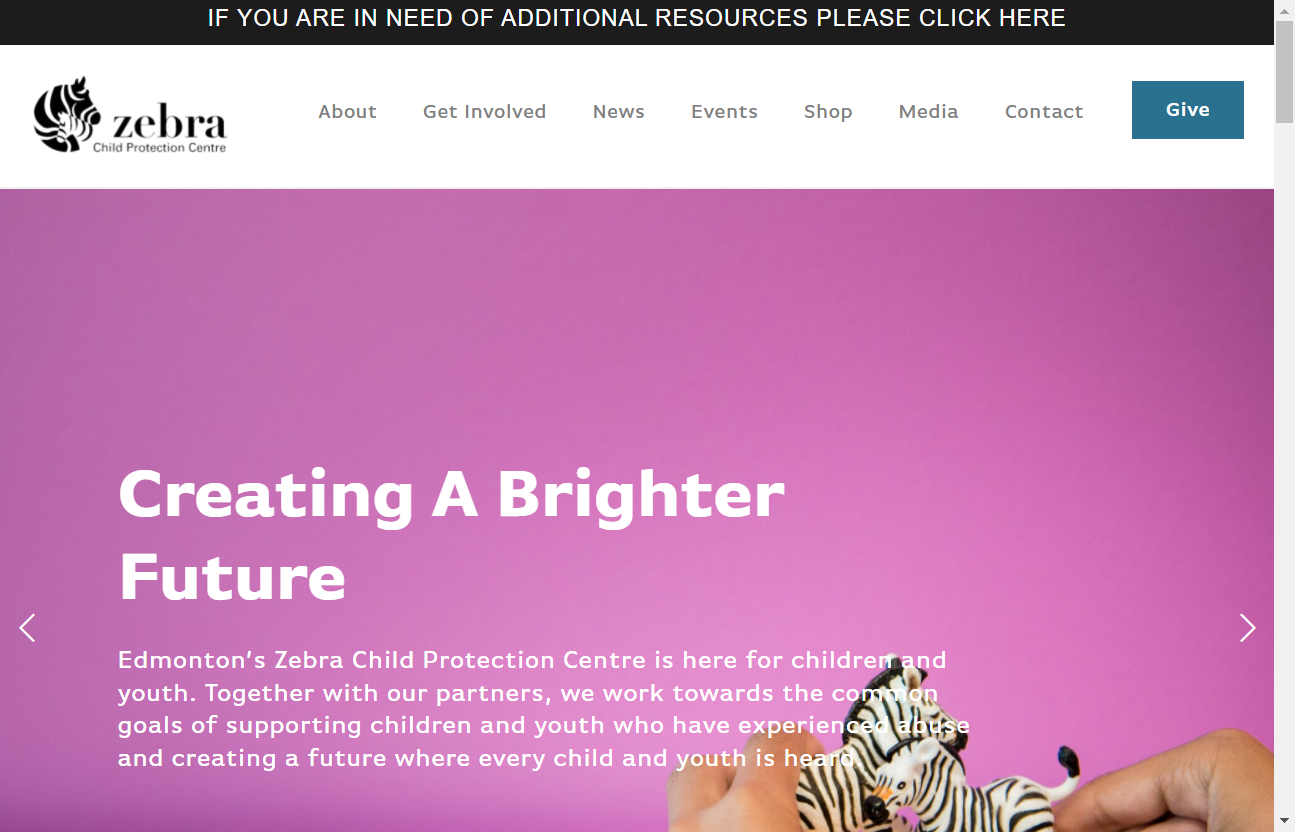 IF YOU ARE IN NEED OF ADDITIONAL RESOURCES PLEASE CLICK HERE
zebra
Child Protection Centre
About Get Involved News Events Shop Media Contact Give
Creating A Brighter
Future
Edmonton's Zebra Child Protection Centre is here for children and
youth. Together with our partners, we work towards the common
goals of supporting children and youth who have experienced abuse
and creating a future where every child and youth is heard.